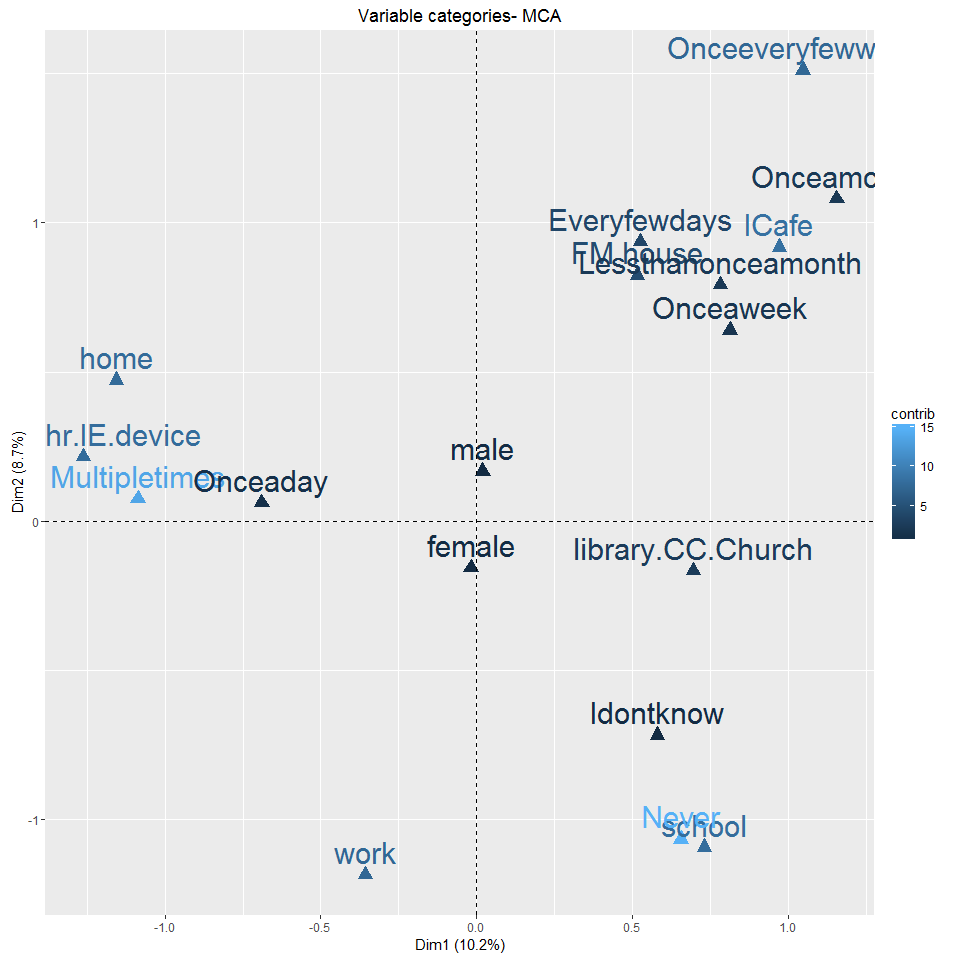 Variable categories- MCA
Onceeveryfeww
Onceamo
Everyfewdays
ICafe
FM.house
Lessthanonceamonth
Onceaweek
home
hr.IE.device
male
Multipletimes
Onceaday
female
library.CC.Church
Idontknow
Never
school
work
1
0
-1
-1.0
-0.5
0.0
0.5
1.0
Dim1 (10.2%)
Dim2 (8.7%)
contrib
15
10
5